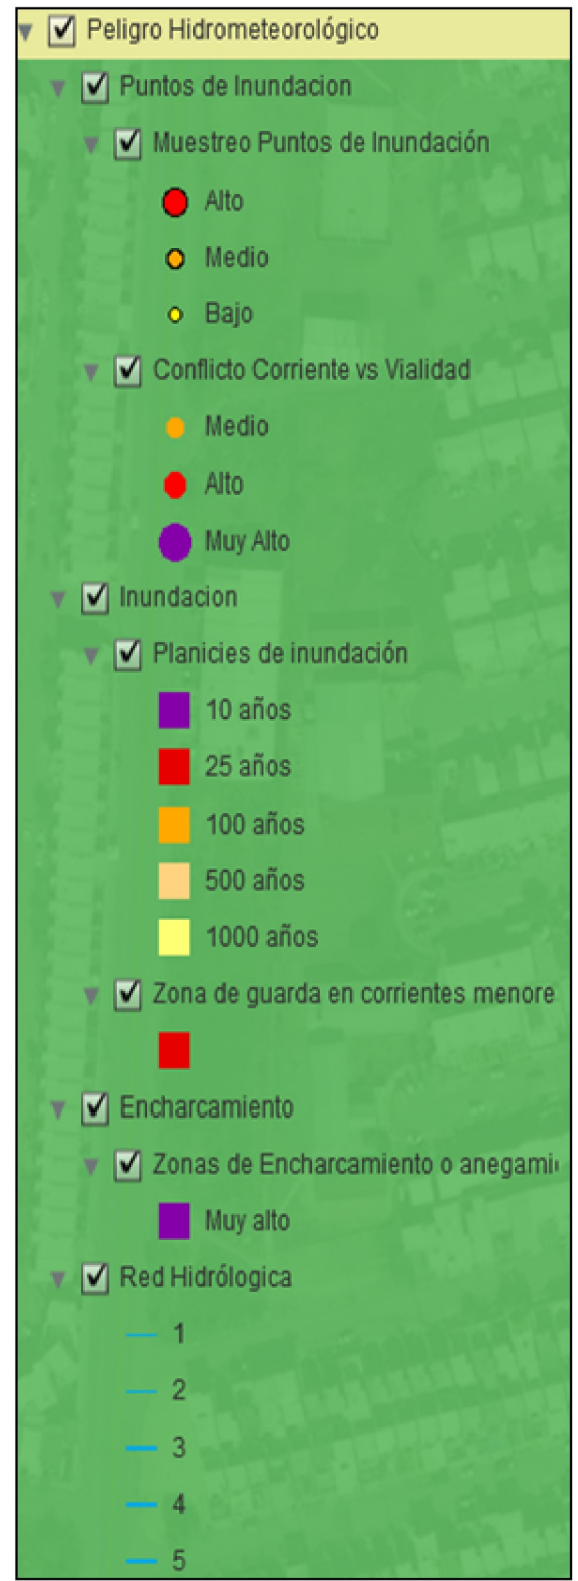 Peligro Hidrometeorológico
Puntos de Inundacion
Muestreo Puntos de Inundación
Alto
Medio
Bajo
Conflicto Corriente vs Vialidad
Medio
Alto
Muy Alto
Inundacion
Planicies de inundación
10 años
25 años
100 años
500 años
1000 años
Zona de guarda en corrientes menore
Encharcamiento
Zonas de Encharcamiento o anegami
Muy alto
Red Hidrólogica
1
2
3
4
5